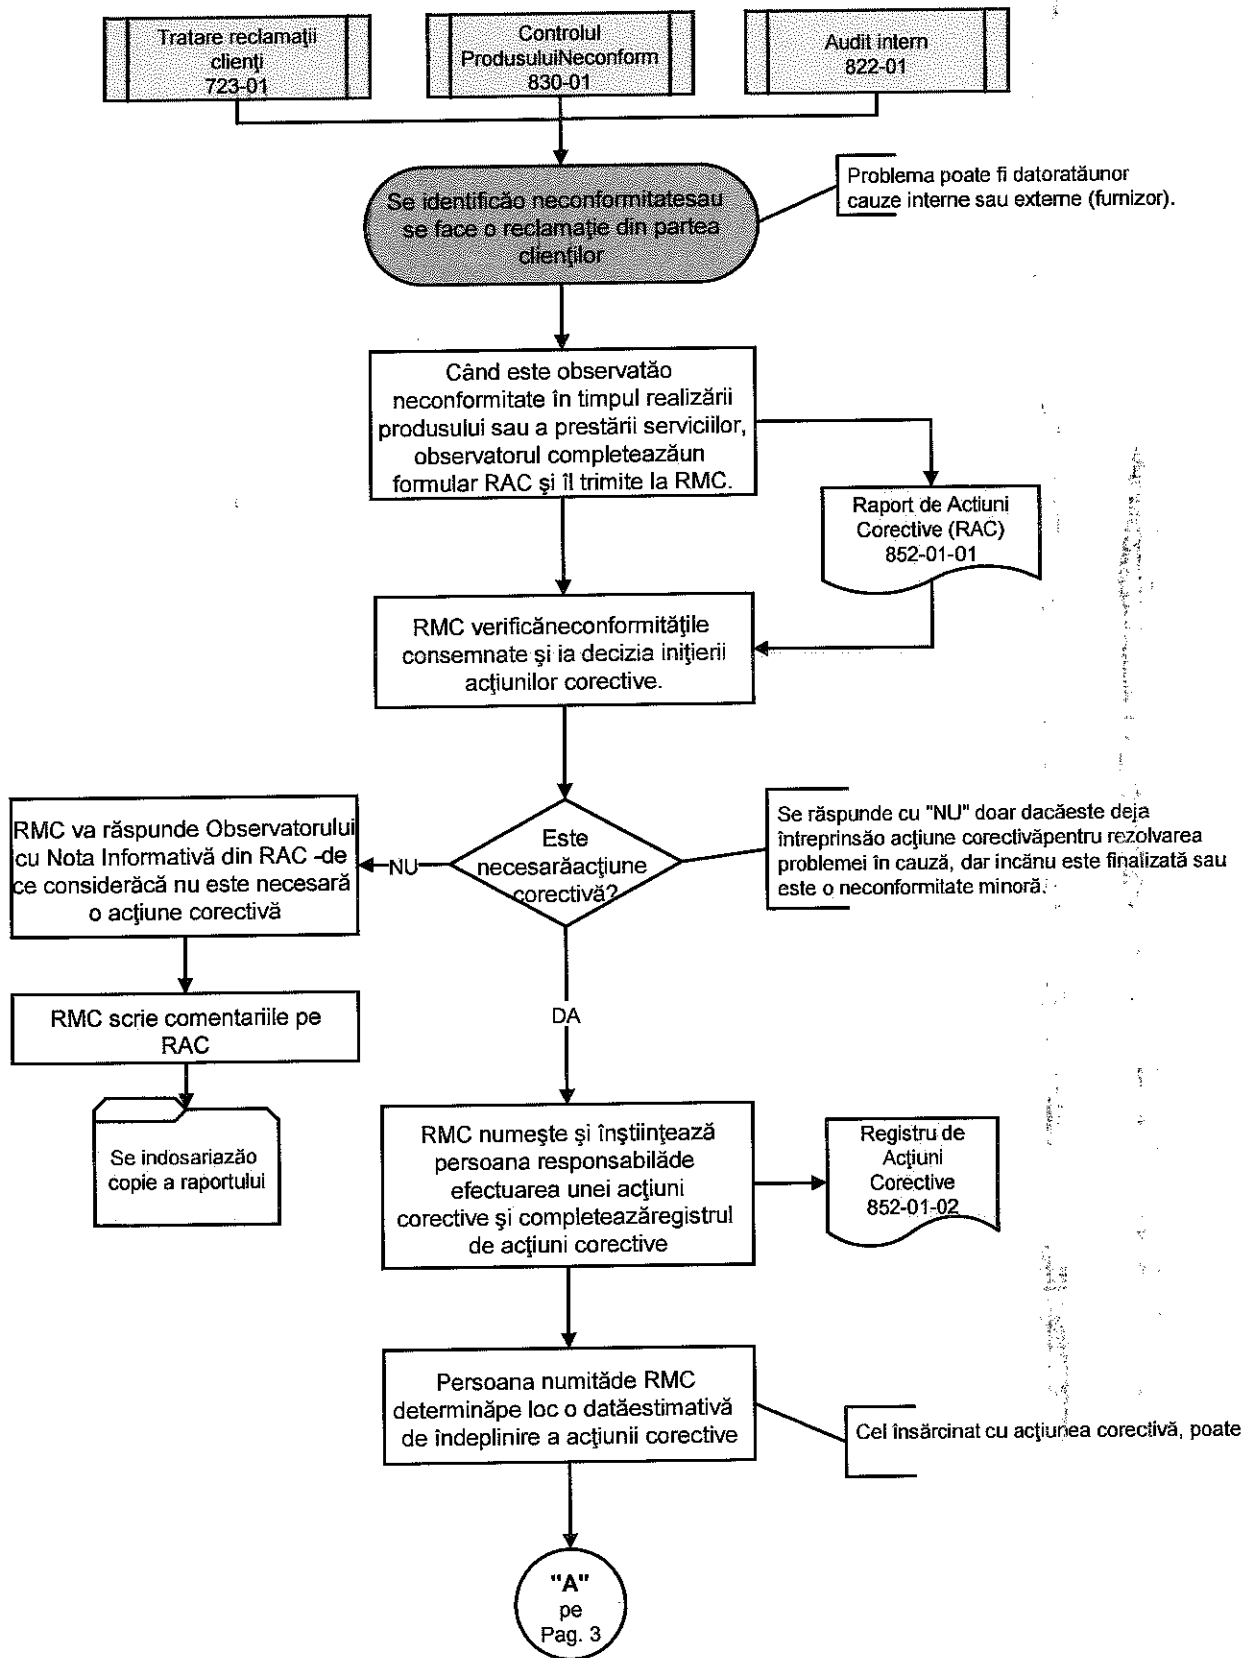 Tratare reclamaţii
clienţi
723-01
Controlul
ProdusuluiNeconform
830-01
Audit intern
822-01
Se identificăo neconformitatesau
se face o reclamaţie din partea
clienţilor
Problema poate fi datoratăunor
cauze interne sau externe (furnizor).
Când este observatăo
neconformitate în timpul realizării
produsului sau a prestării serviciilor,
observatorul completeazăun
formular RAC şi îl trimite la RMC.
Raport de Actiuni
Corective (RAC)
852-01-01
RMC verificăneconformităţile
consemnate şi ia decizia iniţierii
acţiunilor corective.
Este
necesarăacţiune
corectivă?
NU
Se răspunde cu "NU" doar dacăeste deja
întreprinsăo acţiune corectivăpentru rezolvarea
problemei în cauză, dar incănu este finalizată sau
este o neconformitate minoră.
RMC va răspunde Observatorului
cu Nota Informativă din RAC -de
ce considerăcă nu este necesară
o acţiune corectivă
RMC scrie comentariile pe
RAC
Se indosariazăo
copie a raportului
DA
RMC numeşte şi înştiinţează
persoana responsabilăde
efectuarea unei acţiuni
corective şi completeazăregistrul
de acţiuni corective
Registru de
Acţiuni
Corective
852-01-02
Persoana numităde RMC
determinăpe loc o datăestimativă
de îndeplinire a acţiunii corective
Cel însărcinat cu acţiunea corectivă, poate
"A"
pe
Pag. 3